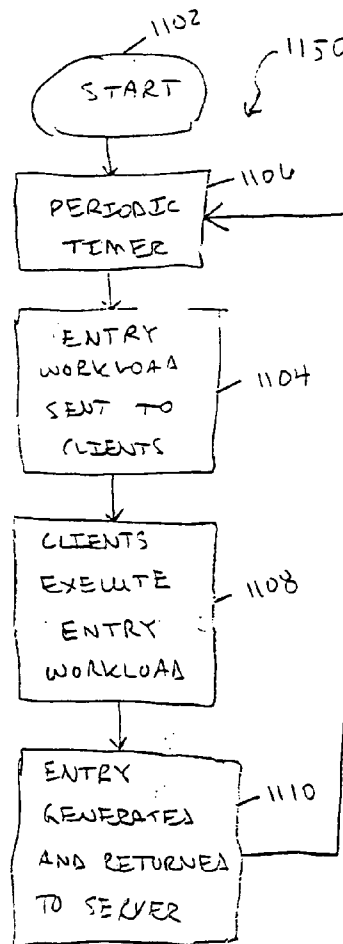 1102
START
1150
1106
PERIODIC
TIMER
ENTRY
WORKLOAD
SENT TO
CLIENTS
1104
CLIENTS
EXECUTE
ENTRY
WORKLOAD
1108
ENTRY
GENERATED
AND RETURNED
TO SERVER
1110